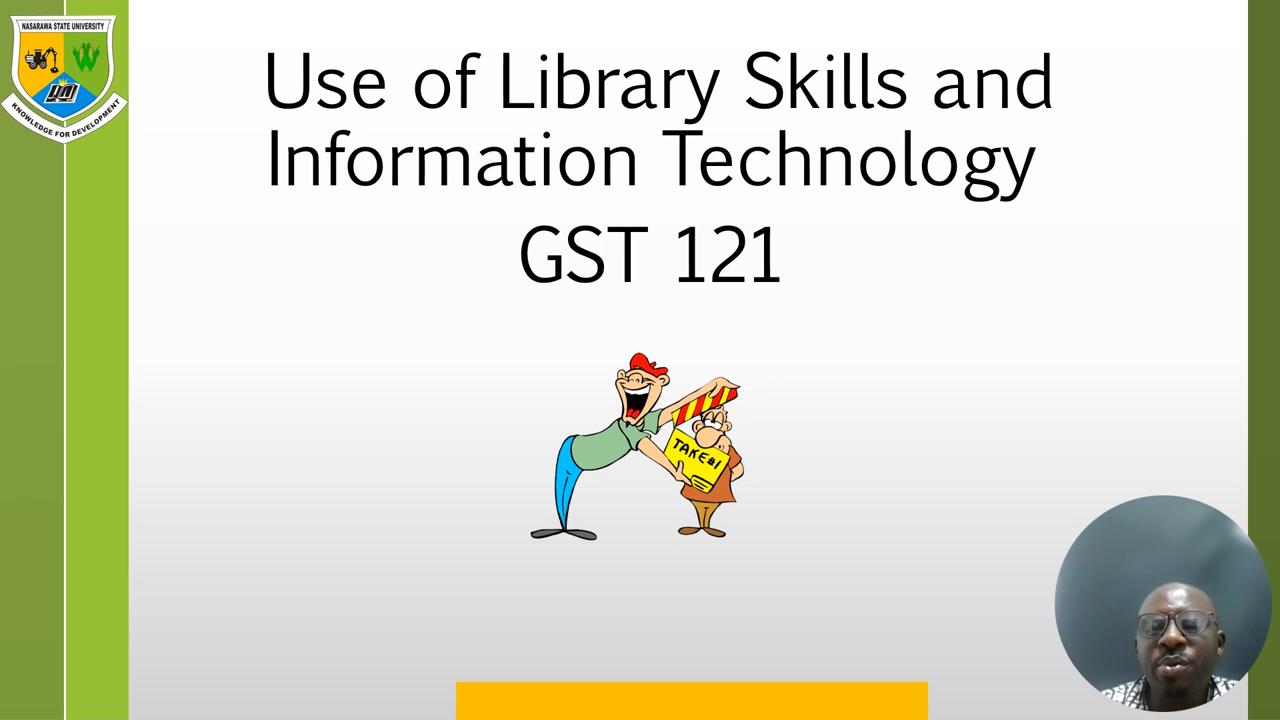 NASARAWA STATE UNIVERSITY
KNOWLEDGE FOR DEVELOPMENT
Use of Library Skills and
Information Technology
GST 121
TAKE#1